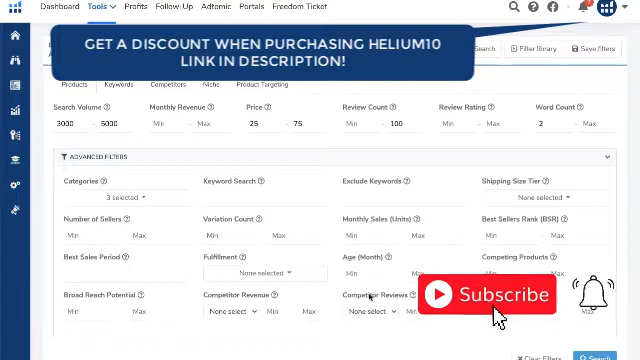 Dashboard Tools Profits Follow-Up Adtomic Portals Freedom Ticket
GET A DISCOUNT WHEN PURCHASING HELIUM10
LINK IN DESCRIPTION!
Search Filter library Save filters
Products Keywords Competitors Niche Product Targeting
Search Volume Monthly Revenue Price Review Count Review Rating Word Count
3000 - 5000 Min - Max 25 - 75 Min - 100 Min - Max 2 - Max
ADVANCED FILTERS
Categories Keyword Search Exclude Keywords Shipping Size Tier
3 selected None selected
Number of Sellers Variation Count Monthly Sales (Units) Best Sellers Rank (BSR)
Min Max Min Max Min Max Min Max
Best Sales Period Fulfillment Age (Month) Competing Products
None selected Min Max Min Max
Broad Reach Potential Competitor Revenue Competitor Reviews
Subscribe
Min Max None select Min Max None select Min Max
Clear Filters Search